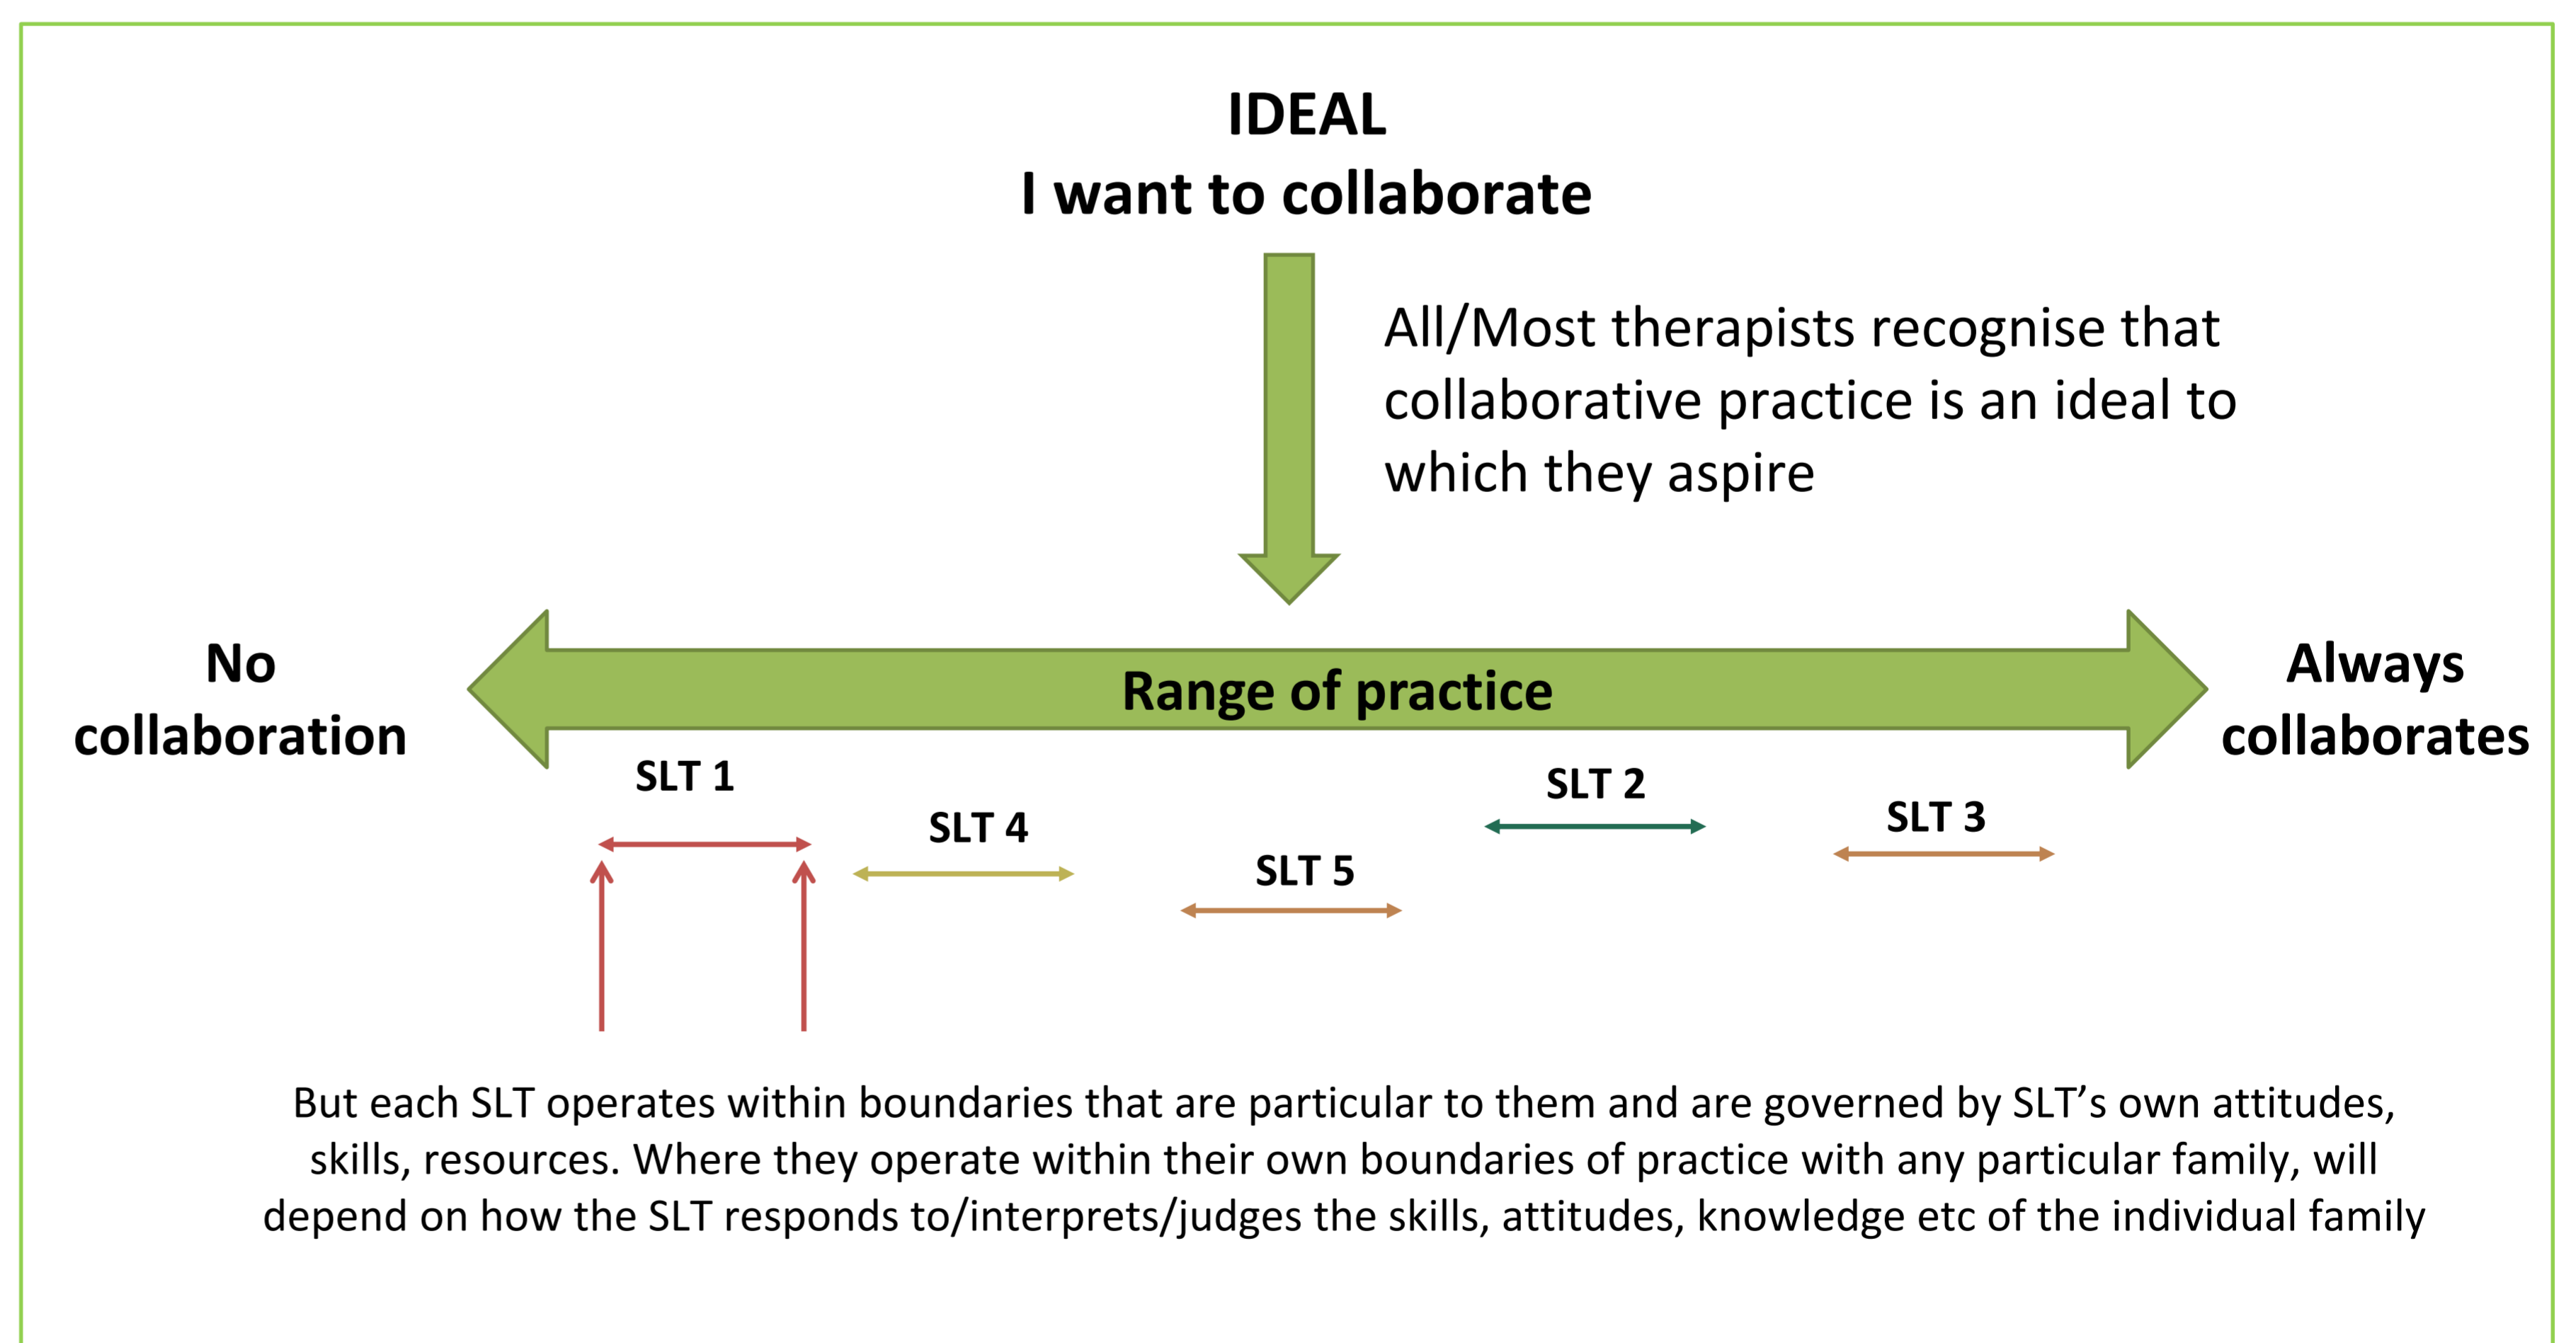 IDEAL
I want to collaborate
All/Most therapists recognise that
collaborative practice is an ideal to
which they aspire
No
collaboration
Range of practice
Always
collaborates
SLT 1
SLT 4
SLT 5
SLT 2
SLT 3
But each SLT operates within boundaries that are particular to them and are governed by SLT’s own attitudes,
skills, resources. Where they operate within their own boundaries of practice with any particular family, will
depend on how the SLT responds to/interprets/judges the skills, attitudes, knowledge etc of the individual family